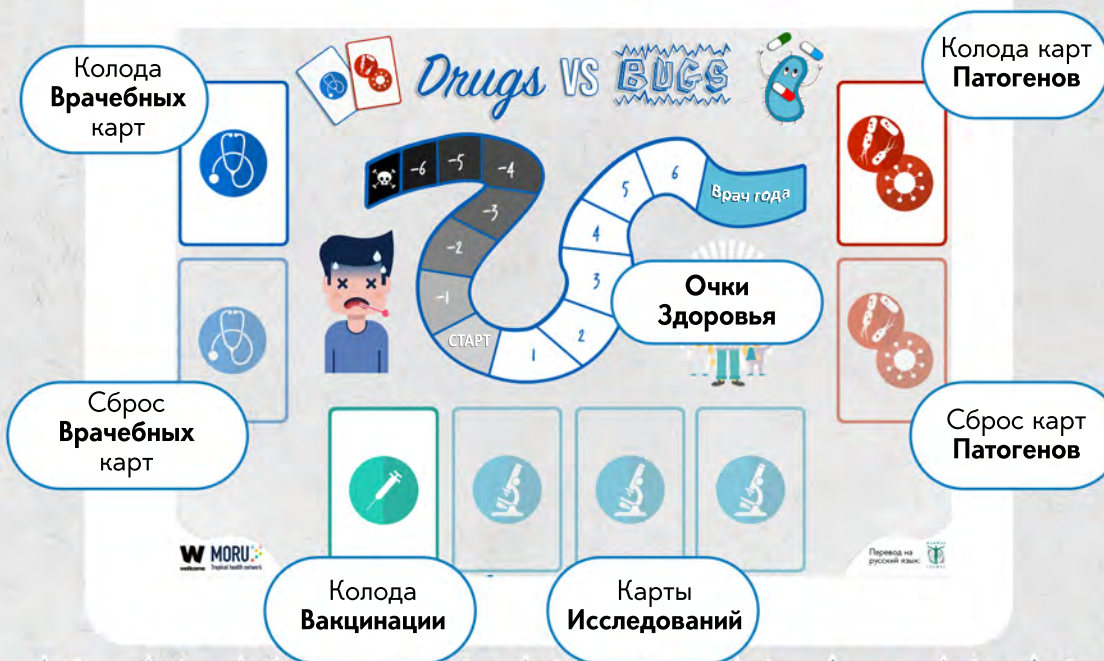 Колода
Врачебных
карт
Drugs VS BUGS
Колода карт
Патогенов
-6
-5
-4
-3
-2
-1
СТАРТ
1
2
3
4
5
6
Врач года
Очки
Здоровья
Сброс
Врачебных
карт
Сброс карт
Патогенов
W
wellcome
MORU
Tropical health network
Перевод на
русский язык:
Колода
Вакцинации
Карты
Исследований